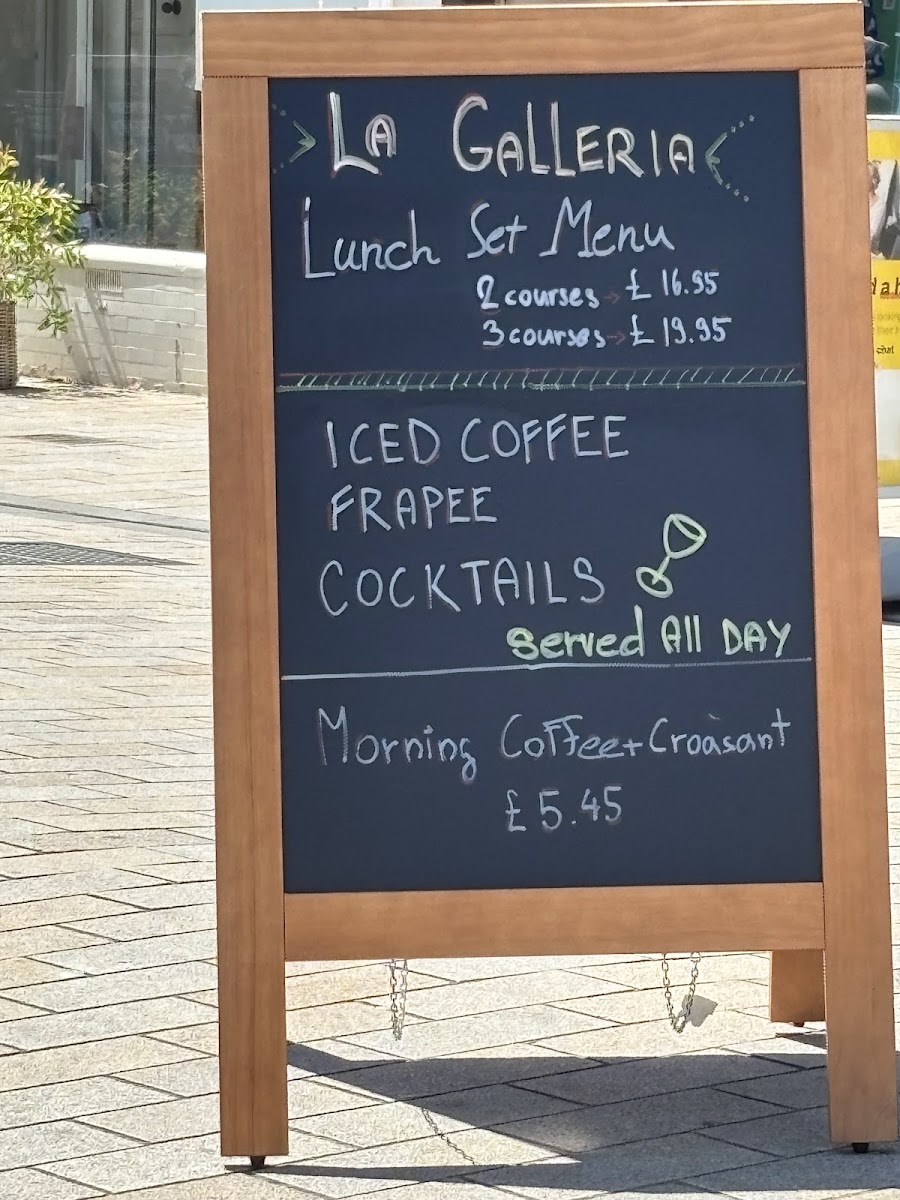 LA GALLERIA
Lunch Set Menu
2 courses → £ 16.95
3 courses → £ 19.95
ICED COFFEE
FRAPEE
COCKTAILS
served All DAY
Morning Coffee + Croàsant
£ 5.45